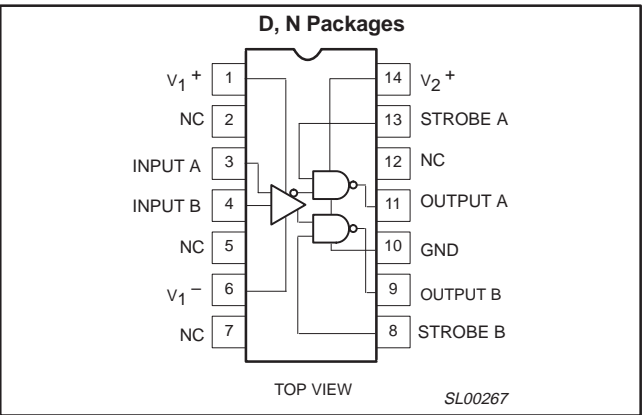 D, N Packages
V1+ 1 14 V2+
NC 2 13 STROBE A
INPUT A 3 12 NC
INPUT B 4 11 OUTPUT A
NC 5 10 GND
V1− 6 9 OUTPUT B
NC 7 8 STROBE B
TOP VIEW
SL00267